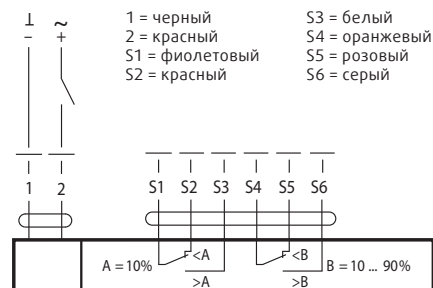 ⊥ ~
– +
1 = черный
2 = красный
S1 = фиолетовый
S2 = красный
S3 = белый
S4 = оранжевый
S5 = розовый
S6 = серый
1 2 S1 S2 S3 S4 S5 S6
A = 10% <A >A <B >B B = 10 ... 90%